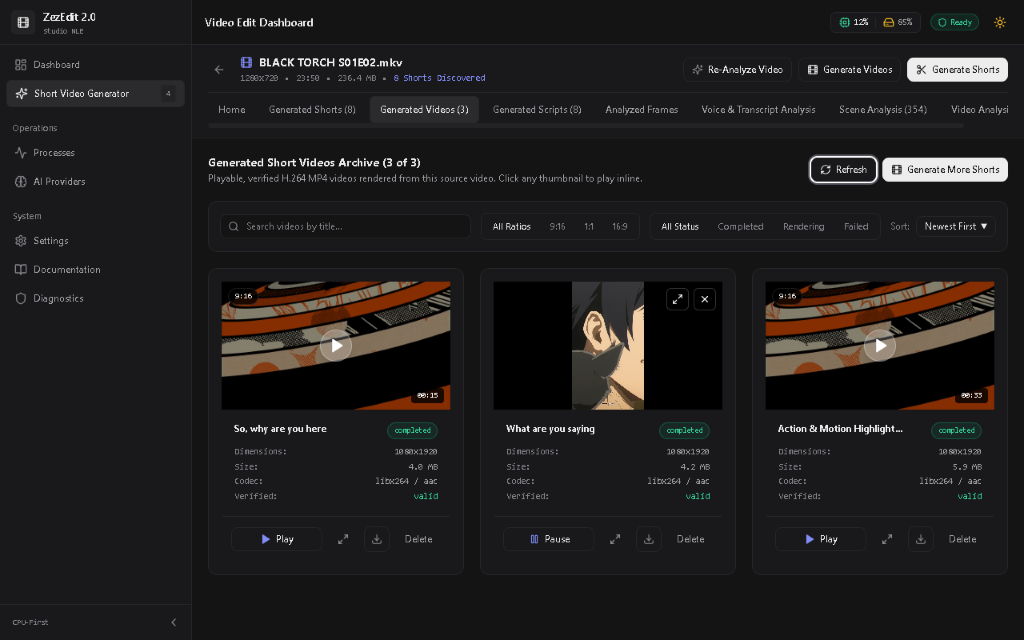 ZezEdit 2.0
Studio NLE
Dashboard
Short Video Generator 4
Operations
Processes
AI Providers
System
Settings
Documentation
Diagnostics
CPU-First
Video Edit Dashboard
12% 85% Ready
BLACK TORCH S01E02.mkv
1280x720 • 23:50 • 236.4 MB • 8 Shorts Discovered
Re-Analyze Video Generate Videos Generate Shorts
Home Generated Shorts (8) Generated Videos (3) Generated Scripts (8) Analyzed Frames Voice & Transcript Analysis Scene Analysis (354) Video Analysi
Generated Short Videos Archive (3 of 3)
Playable, verified H.264 MP4 videos rendered from this source video. Click any thumbnail to play inline.
Refresh Generate More Shorts
Search videos by title... All Ratios 9:16 1:1 16:9 All Status Completed Rendering Failed Sort: Newest First ▼
9:16
00:15
So, why are you here completed
Dimensions: 1080x1920
Size: 4.0 MB
Codec: libx264 / aac
Verified: valid
Play Delete
What are you saying completed
Dimensions: 1080x1920
Size: 4.2 MB
Codec: libx264 / aac
Verified: valid
Pause Delete
9:16
00:33
Action & Motion Highlight... completed
Dimensions: 1080x1920
Size: 5.9 MB
Codec: libx264 / aac
Verified: valid
Play Delete